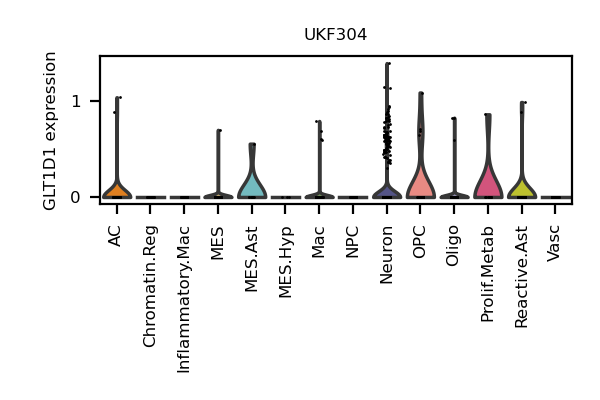 UKF304
GLT1D1 expression
1
0
AC
Chromatin.Reg
Inflammatory.Mac
MES
MES.Ast
MES.Hyp
Mac
NPC
Neuron
OPC
Oligo
Prolif.Metab
Reactive.Ast
Vasc